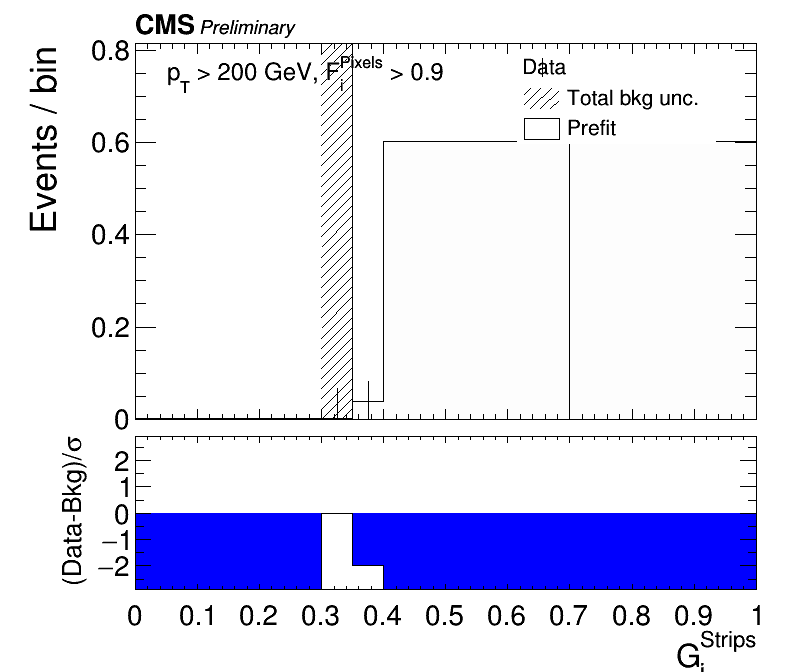 CMS Preliminary
p_T > 200 GeV, F_i^Pixels > 0.9
Data
Total bkg unc.
Prefit
Events / bin
0.8
0.6
0.4
0.2
0
(Data-Bkg)/σ
2
1
0
−1
−2
0 0.1 0.2 0.3 0.4 0.5 0.6 0.7 0.8 0.9 1
G_i^Strips